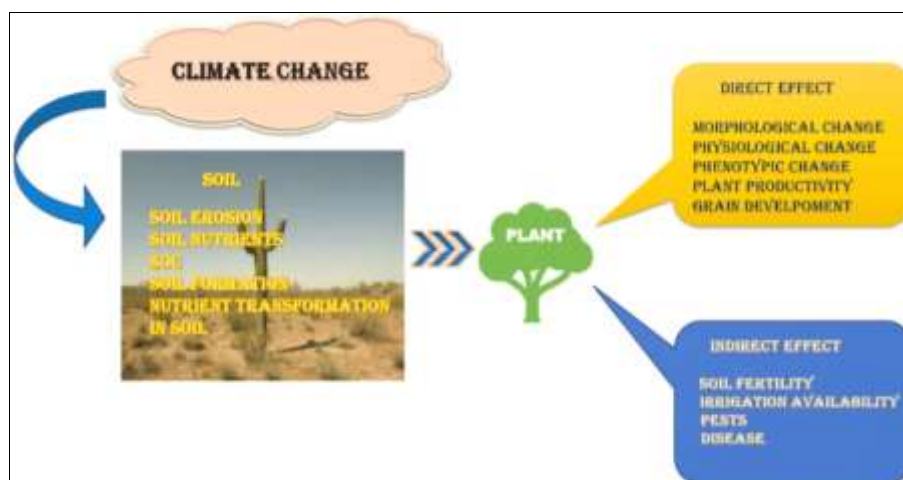 CLIMATE CHANGE
SOIL
SOIL EROSION
SOIL NUTRIENTS
SOC
SOIL FORMATION
NUTRIENT TRANSFORMATION
IN SOIL
PLANT
DIRECT EFFECT
MORPHOLOGICAL CHANGE
PHYSIOLOGICAL CHANGE
PHENOTYPIC CHANGE
PLANT PRODUCTIVITY
GRAIN DEVELPOMENT
INDIRECT EFFECT
SOIL FERTILITY
IRRIGATION AVAILABILITY
PESTS
DISEASE